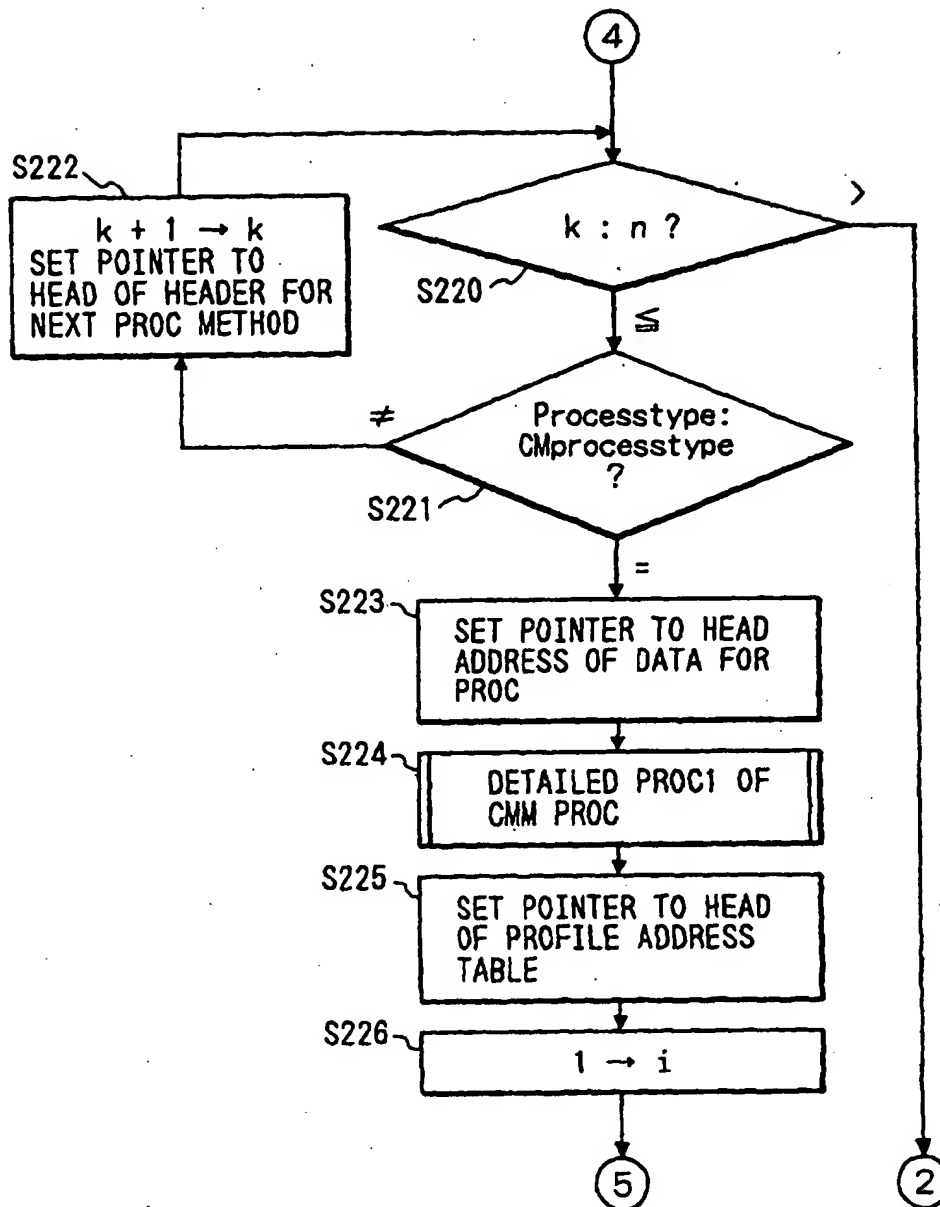 4
S222
k + 1 → k
SET POINTER TO
HEAD OF HEADER FOR
NEXT PROC METHOD
k : n ?
>
S220
≦
Processtype:
CMprocesstype
?
≠
S221
=
S223
SET POINTER TO HEAD
ADDRESS OF DATA FOR
PROC
S224
DETAILED PROC1 OF
CMM PROC
S225
SET POINTER TO HEAD
OF PROFILE ADDRESS
TABLE
S226
1 → i
5
2